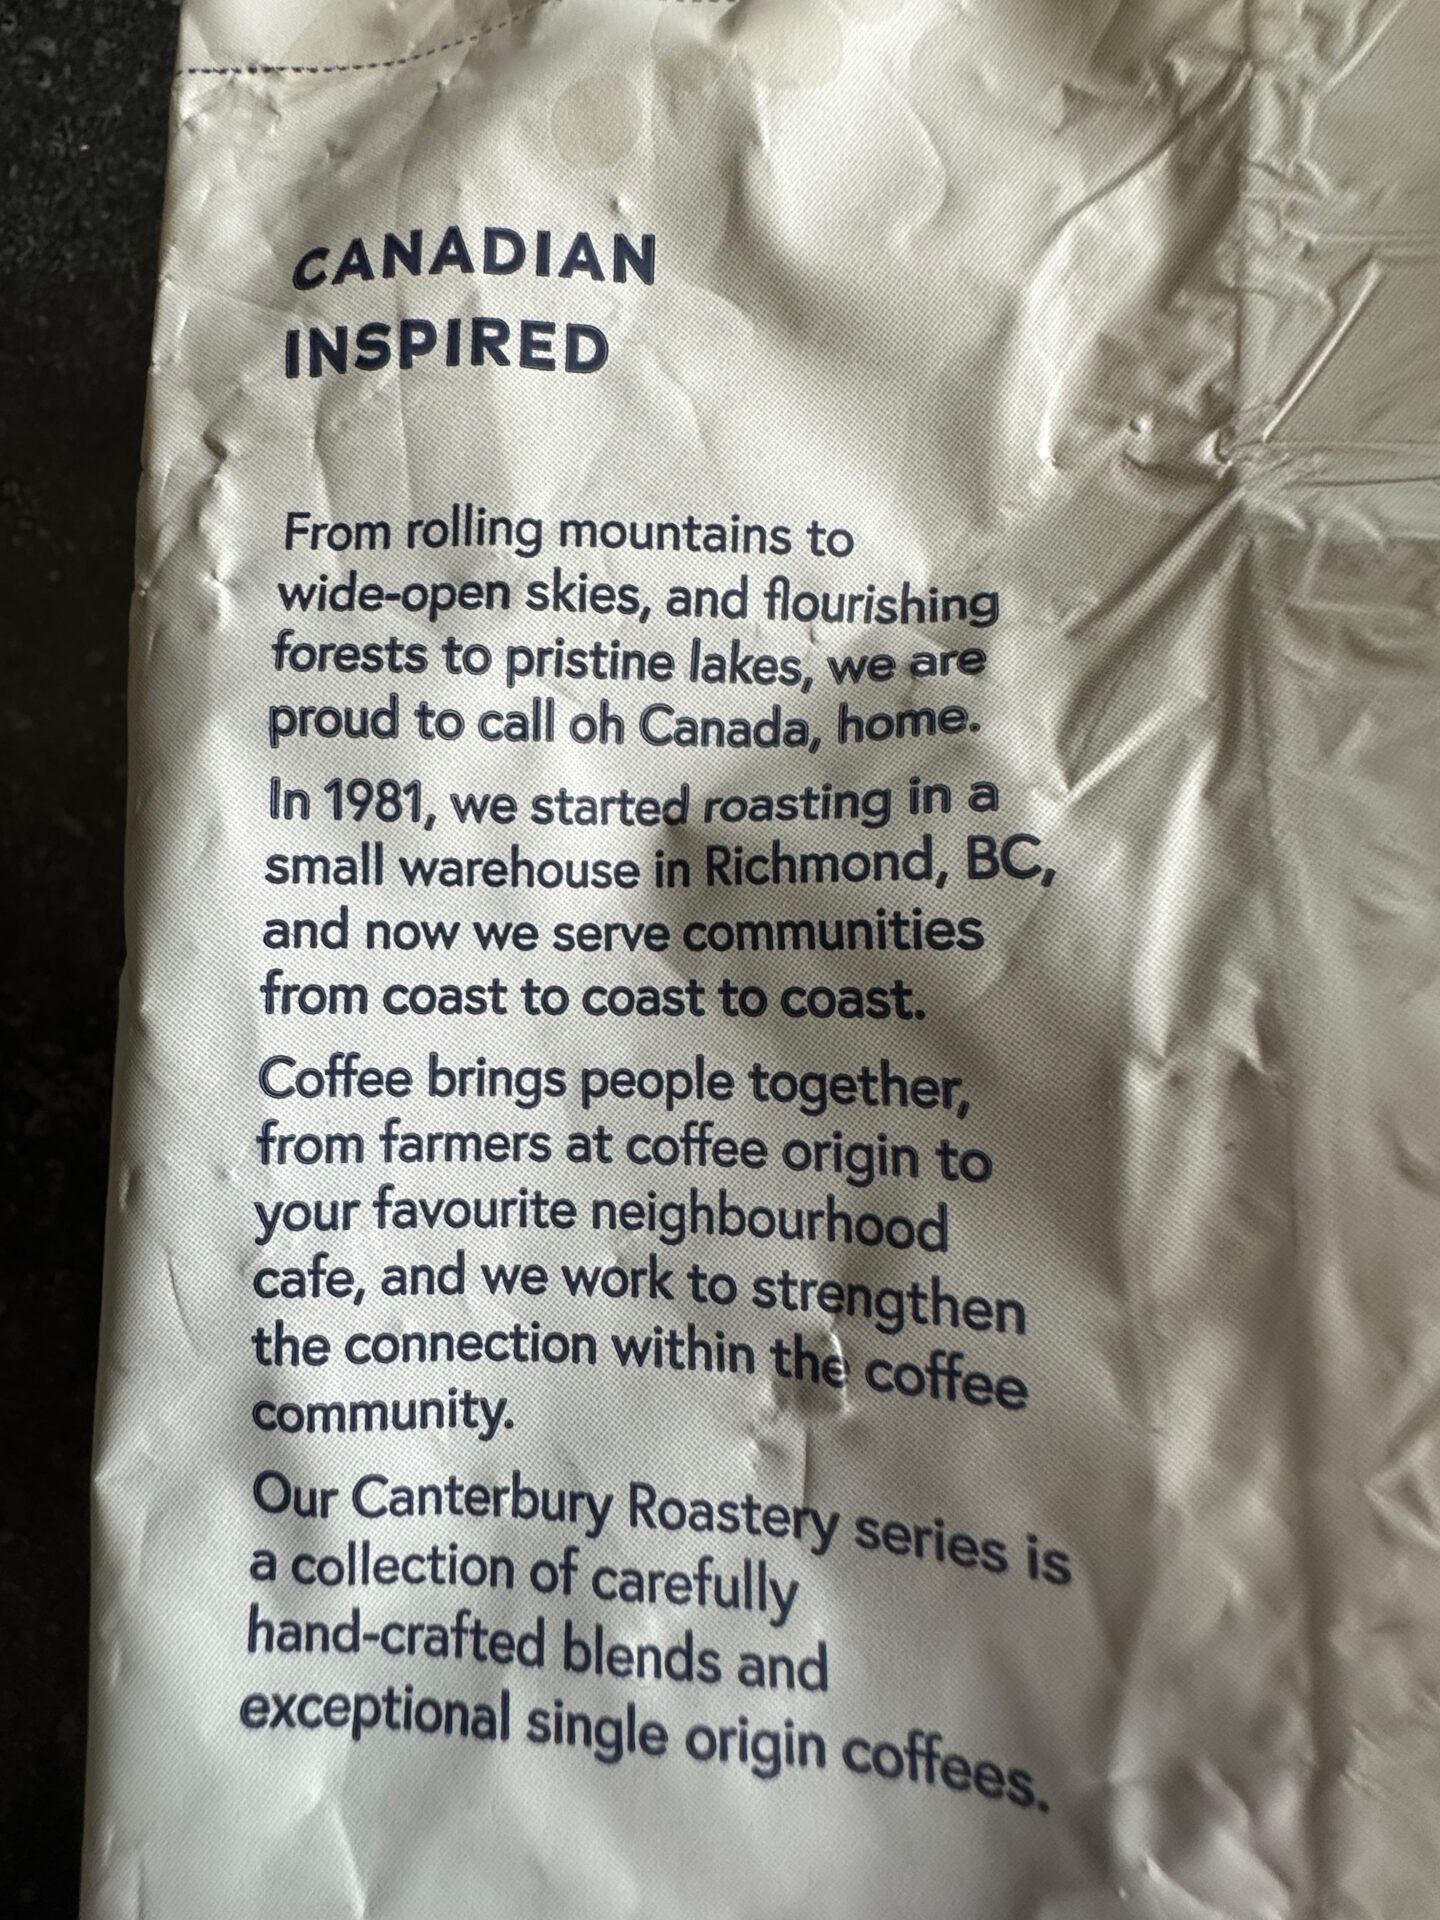 CANADIAN
INSPIRED
From rolling mountains to
wide-open skies, and flourishing
forests to pristine lakes, we are
proud to call oh Canada, home.
In 1981, we started roasting in a
small warehouse in Richmond, BC,
and now we serve communities
from coast to coast to coast.
Coffee brings people together,
from farmers at coffee origin to
your favourite neighbourhood
cafe, and we work to strengthen
the connection within the coffee
community.
Our Canterbury Roastery series is
a collection of carefully
hand-crafted blends and
exceptional single origin coffees.